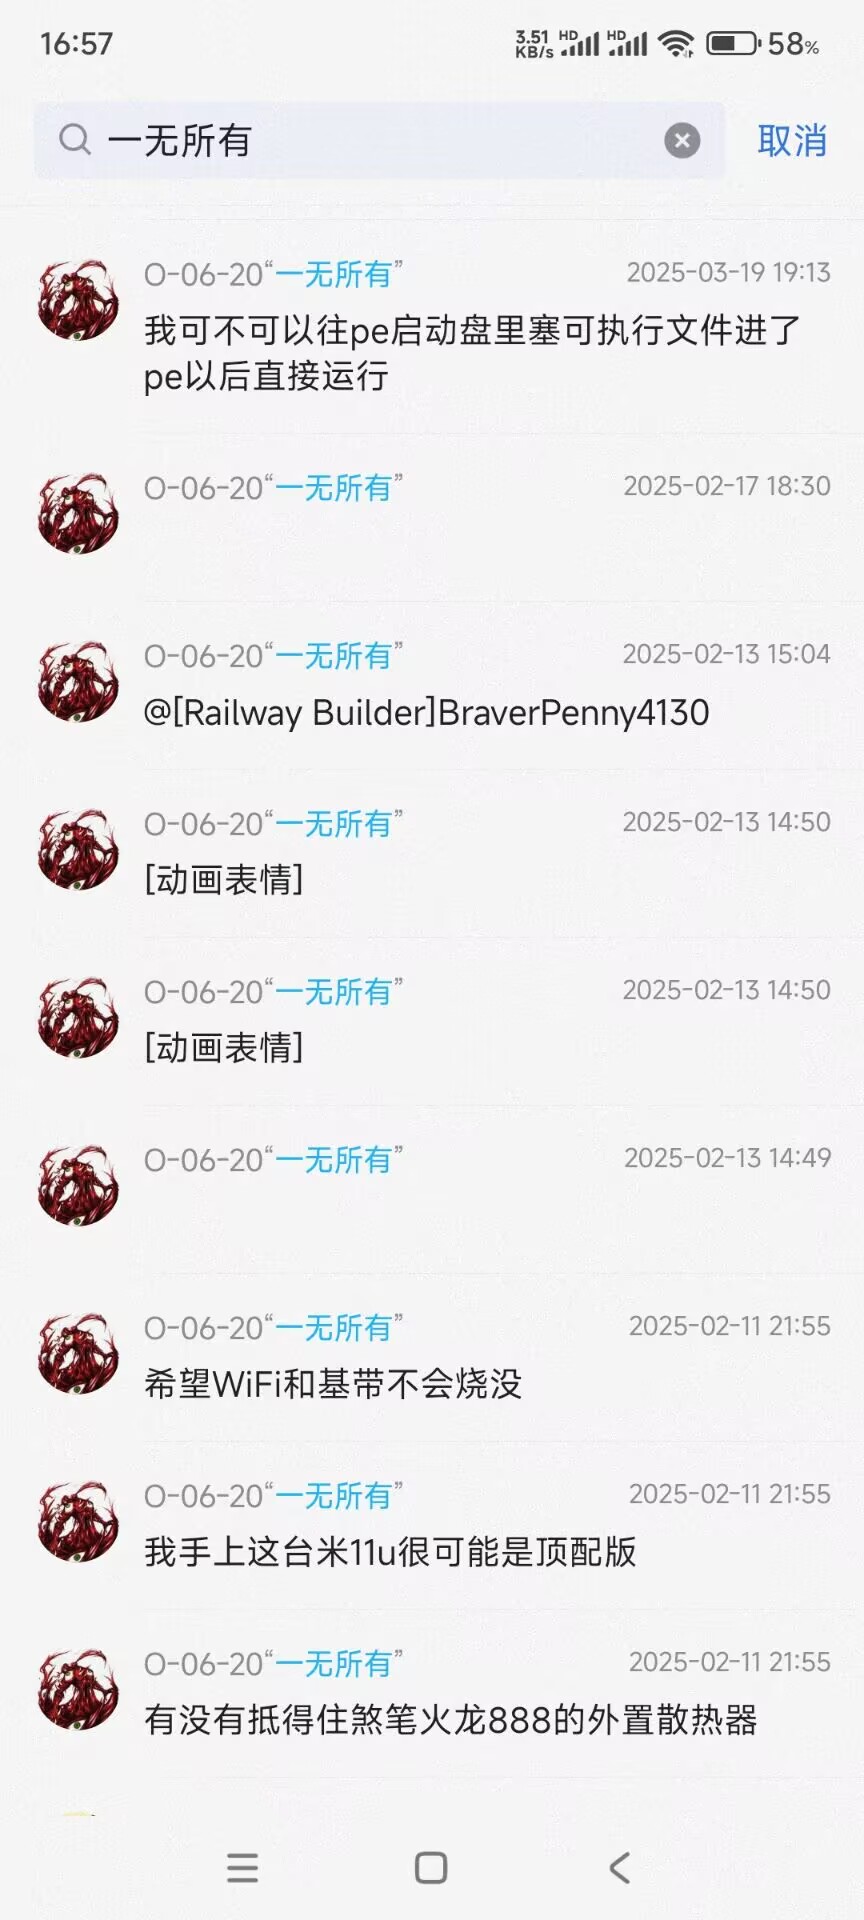 16:57
3.51 KB/s HD HD 58%
一无所有 取消
O-06-20“一无所有” 2025-03-19 19:13
我可不可以往pe启动盘里塞可执行文件进了
pe以后直接运行
O-06-20“一无所有” 2025-02-17 18:30
O-06-20“一无所有” 2025-02-13 15:04
@[Railway Builder]BraverPenny4130
O-06-20“一无所有” 2025-02-13 14:50
[动画表情]
O-06-20“一无所有” 2025-02-13 14:50
[动画表情]
O-06-20“一无所有” 2025-02-13 14:49
O-06-20“一无所有” 2025-02-11 21:55
希望WiFi和基带不会烧没
O-06-20“一无所有” 2025-02-11 21:55
我手上这台米11u很可能是顶配版
O-06-20“一无所有” 2025-02-11 21:55
有没有抵得住煞笔火龙888的外置散热器